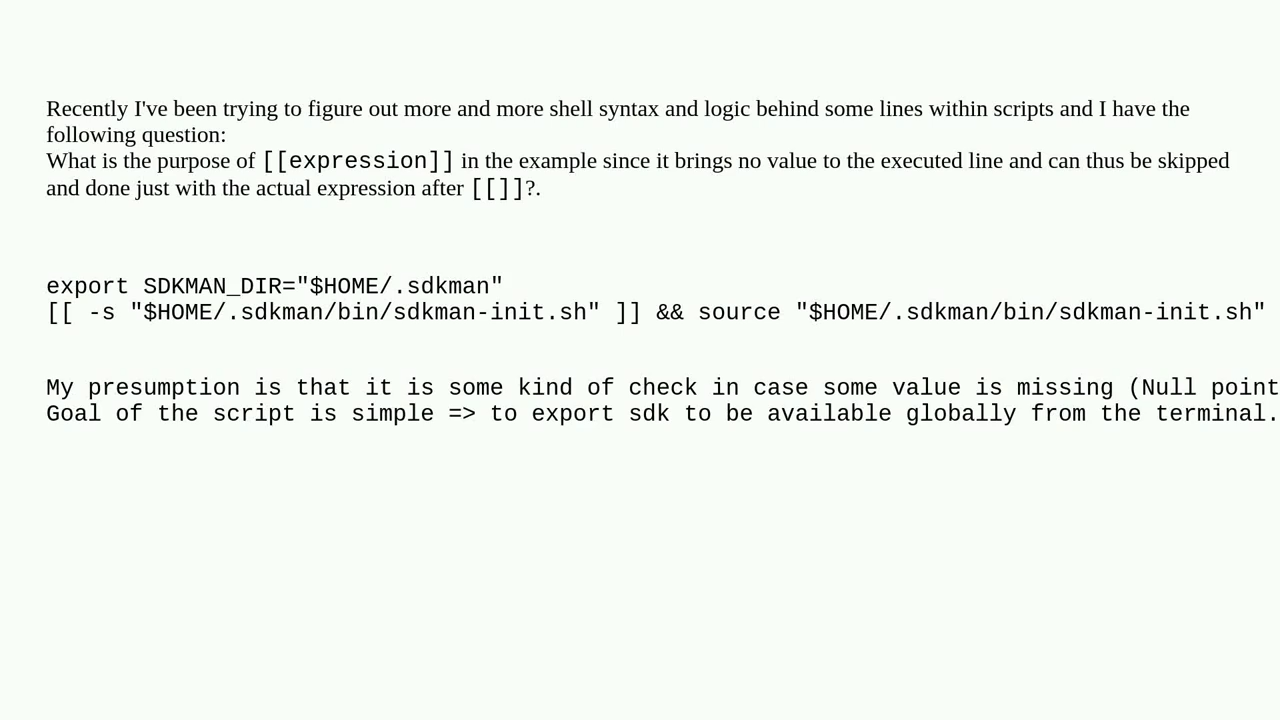 Recently I've been trying to figure out more and more shell syntax and logic behind some lines within scripts and I have the
following question:
What is the purpose of [[expression]] in the example since it brings no value to the executed line and can thus be skipped
and done just with the actual expression after [[]]?.
export SDKMAN_DIR="$HOME/.sdkman"
[[ -s "$HOME/.sdkman/bin/sdkman-init.sh" ]] && source "$HOME/.sdkman/bin/sdkman-init.sh"
My presumption is that it is some kind of check in case some value is missing (Null point
Goal of the script is simple => to export sdk to be available globally from the terminal.